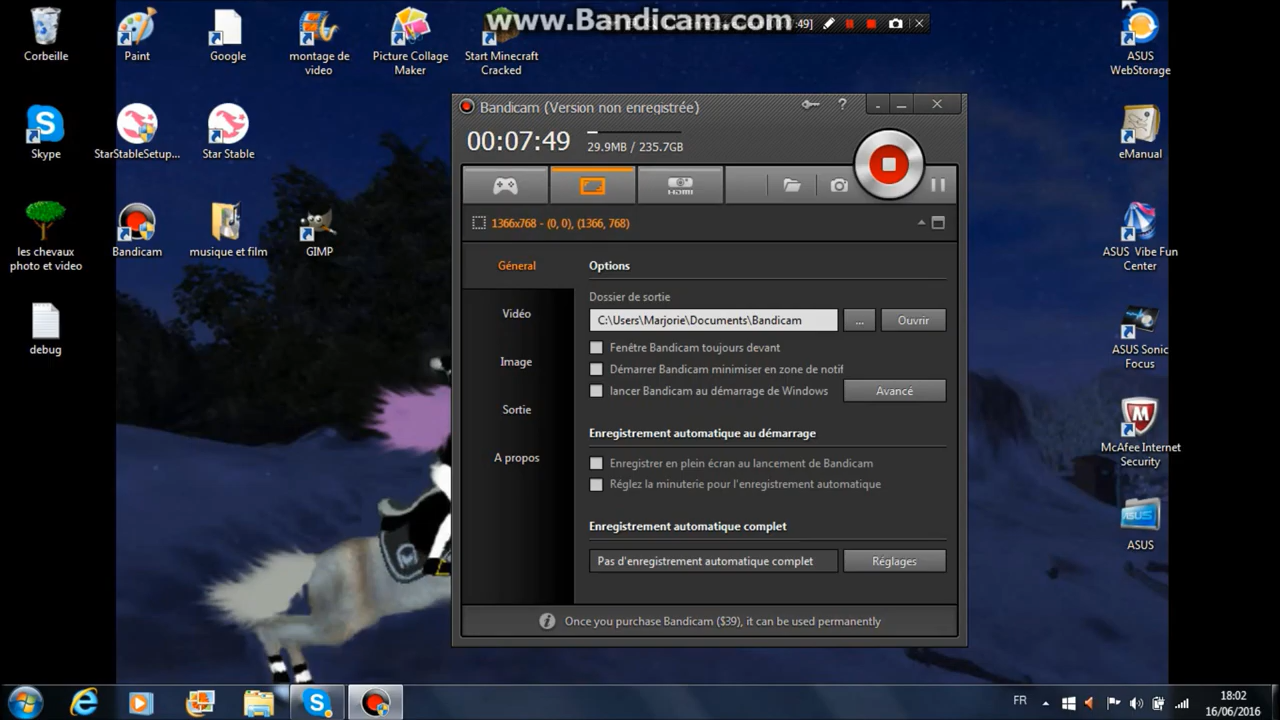 www.Bandicam.com
:49]
Corbeille
Paint
Google
montage de
video
Picture Collage
Maker
Start Minecraft
Cracked
ASUS
WebStorage
Skype
StarStableSetup...
Star Stable
eManual
les chevaux
photo et video
Bandicam
musique et film
GIMP
ASUS Vibe Fun
Center
debug
ASUS Sonic
Focus
McAfee Internet
Security
ASUS
Bandicam (Version non enregistrée)
00:07:49
29.9MB / 235.7GB
HDMI
1366x768 - (0, 0), (1366, 768)
Géneral
Vidéo
Image
Sortie
A propos
Options
Dossier de sortie
C:\Users\Marjorie\Documents\Bandicam
...
Ouvrir
Fenêtre Bandicam toujours devant
Démarrer Bandicam minimiser en zone de notif
lancer Bandicam au démarrage de Windows
Avancé
Enregistrement automatique au démarrage
Enregistrer en plein écran au lancement de Bandicam
Réglez la minuterie pour l'enregistrement automatique
Enregistrement automatique complet
Pas d'enregistrement automatique complet
Réglages
Once you purchase Bandicam ($39), it can be used permanently
FR
18:02
16/06/2016